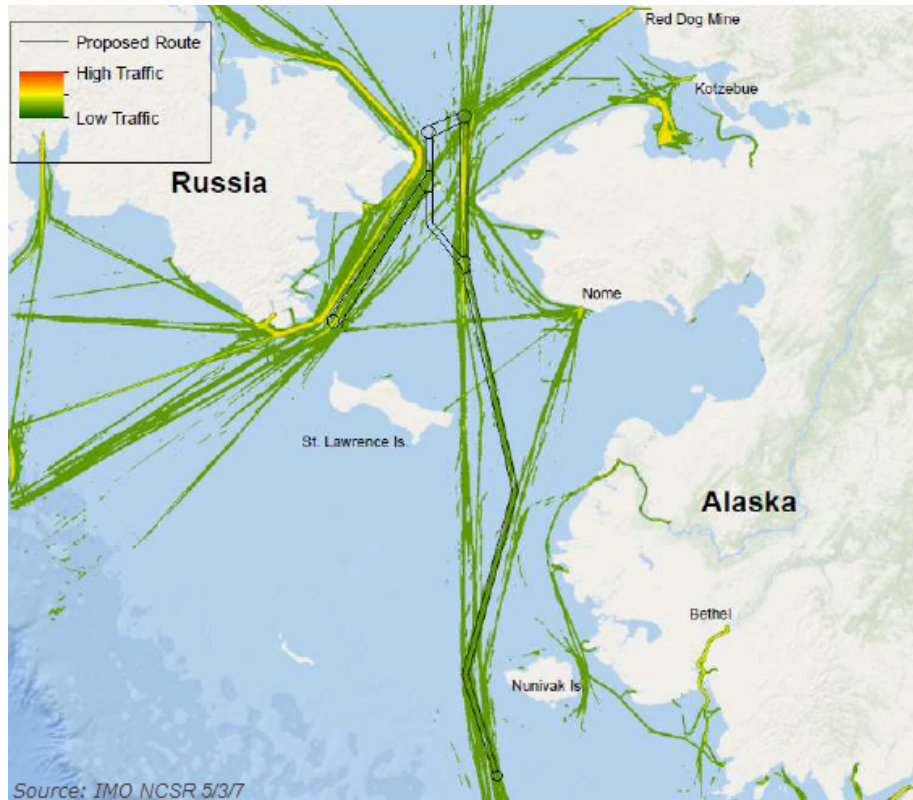 Proposed Route
High Traffic
Low Traffic
Red Dog Mine
Kotzebue
Russia
Nome
St. Lawrence Is.
Alaska
Bethel
Nunivak Is
Source: IMO NCSR 5/3/7